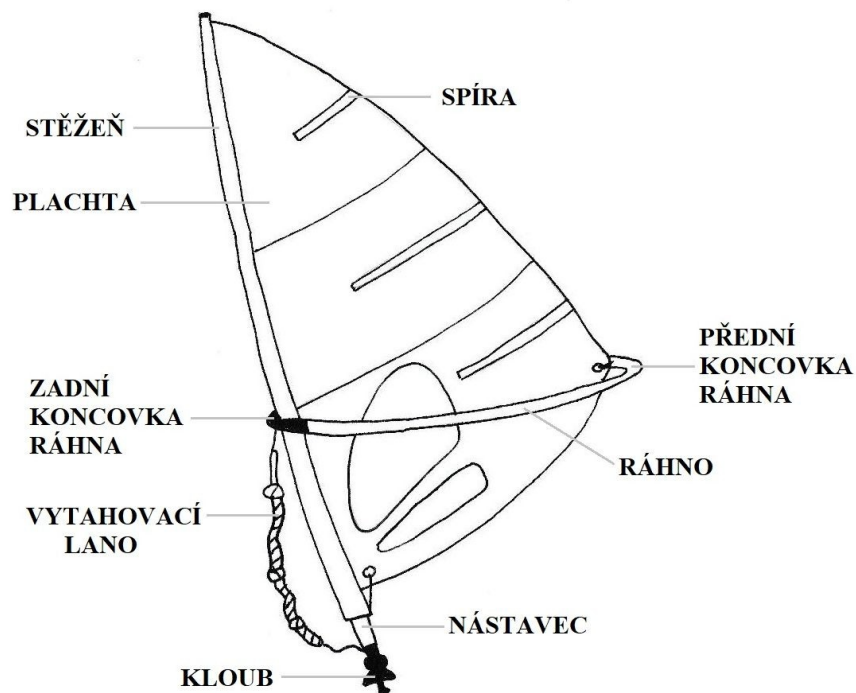 SPÍRA
STĚŽEŇ
PLACHTA
PŘEDNÍ
KONCOVKA
RÁHNA
ZADNÍ
KONCOVKA
RÁHNA
RÁHNO
VYTAHOVACÍ
LANO
NÁSTAVEC
KLOUB